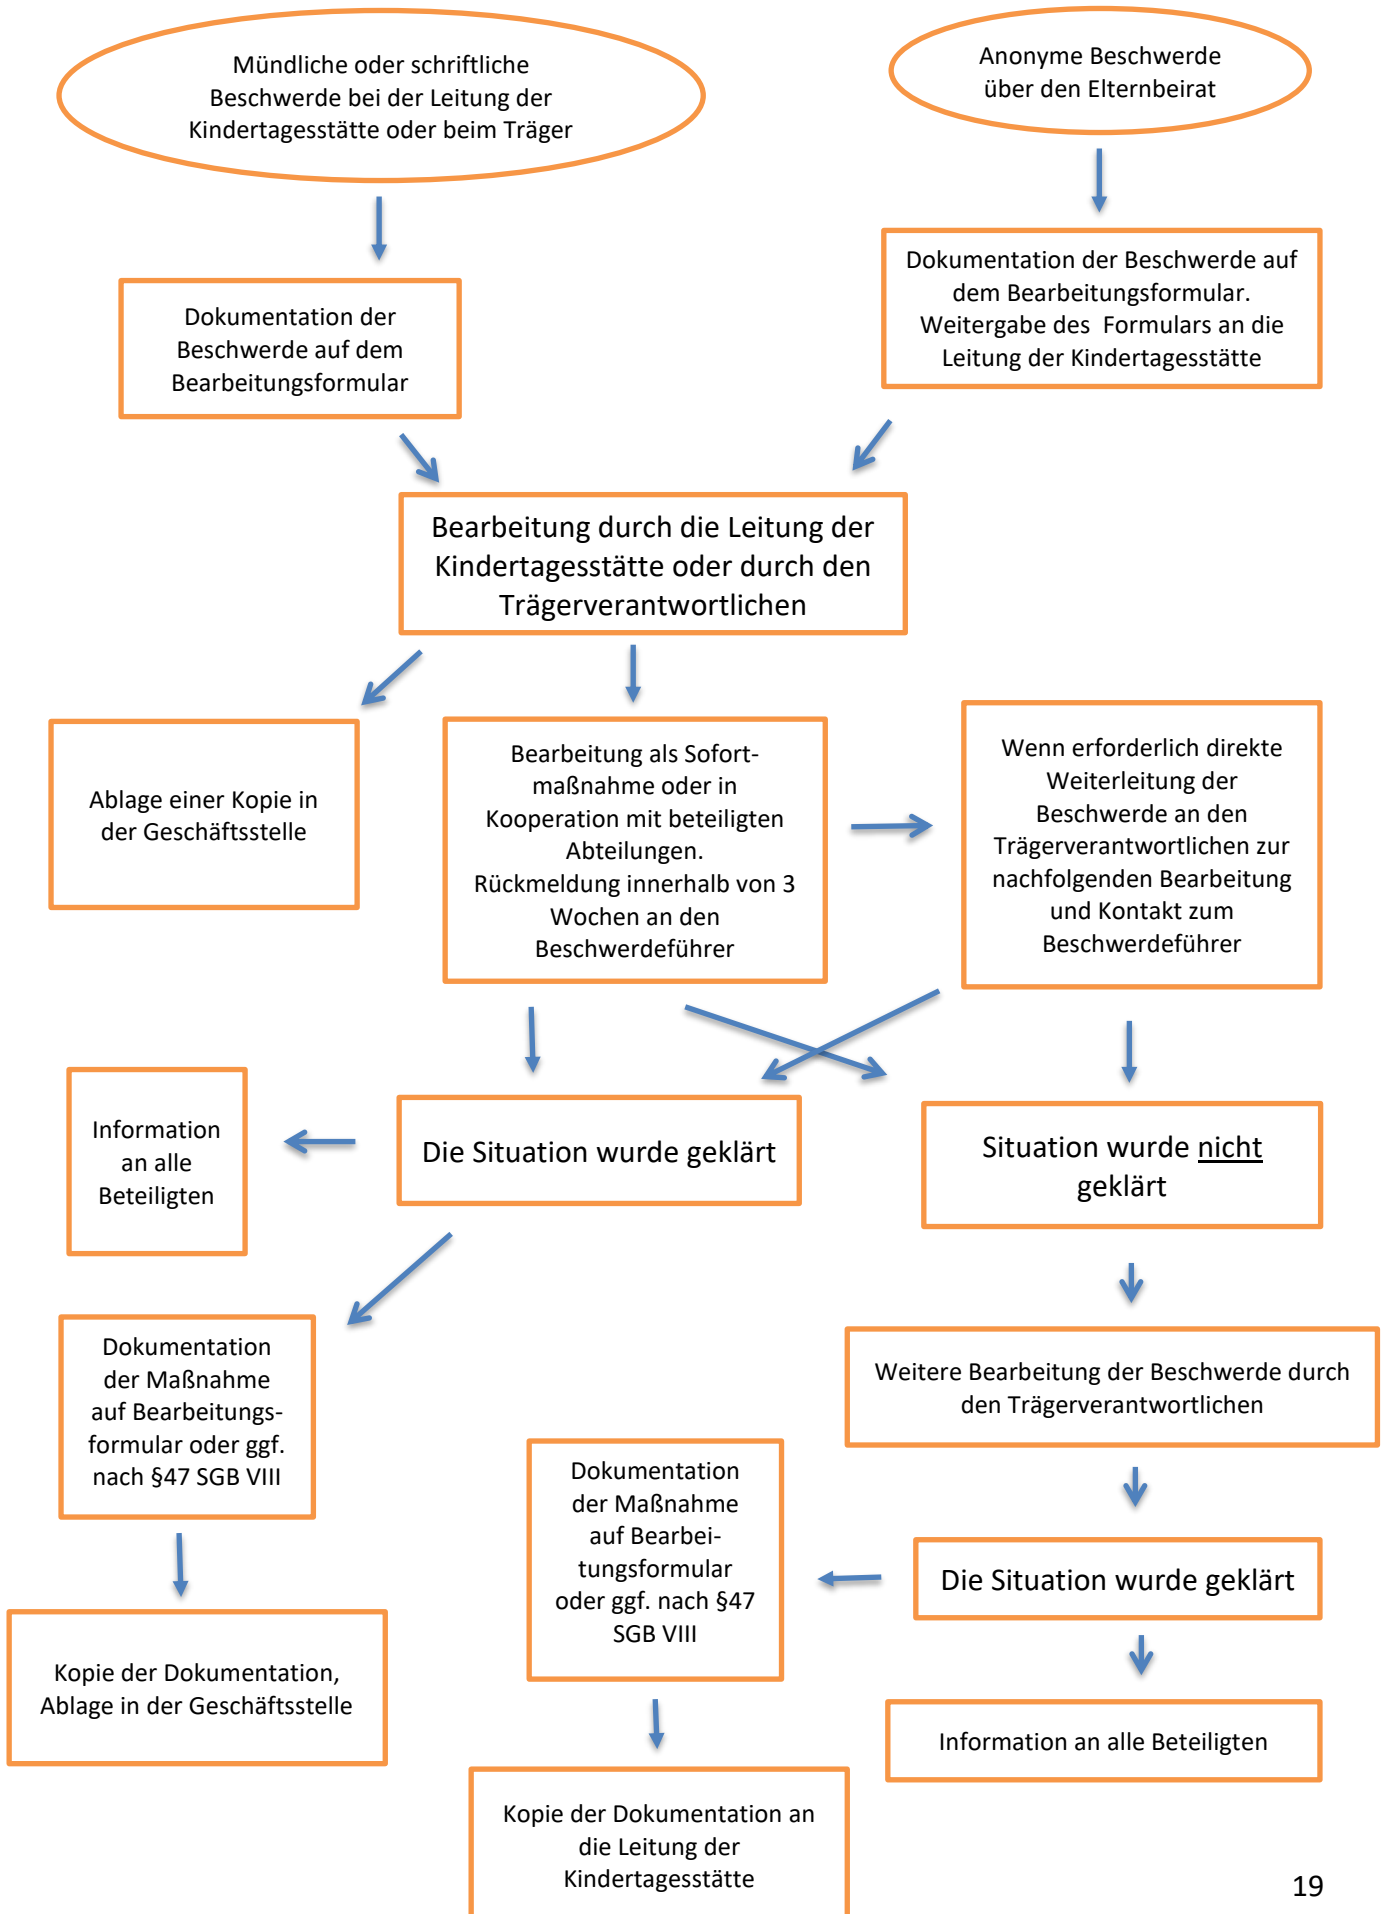 Mündliche oder schriftliche
Beschwerde bei der Leitung der
Kindertagesstätte oder beim Träger
Anonyme Beschwerde
über den Elternbeirat
Dokumentation der
Beschwerde auf dem
Bearbeitungsformular
Dokumentation der Beschwerde auf
dem Bearbeitungsformular.
Weitergabe des  Formulars an die
Leitung der Kindertagesstätte
Bearbeitung durch die Leitung der
Kindertagesstätte oder durch den
Trägerverantwortlichen
Ablage einer Kopie in
der Geschäftsstelle
Bearbeitung als Sofort-
maßnahme oder in
Kooperation mit beteiligten
Abteilungen.
Rückmeldung innerhalb von 3
Wochen an den
Beschwerdeführer
Wenn erforderlich direkte
Weiterleitung der
Beschwerde an den
Trägerverantwortlichen zur
nachfolgenden Bearbeitung
und Kontakt zum
Beschwerdeführer
Information
an alle
Beteiligten
Die Situation wurde geklärt
Situation wurde nicht
geklärt
Dokumentation
der Maßnahme
auf Bearbeitungs-
formular oder ggf.
nach §47 SGB VIII
Weitere Bearbeitung der Beschwerde durch
den Trägerverantwortlichen
Dokumentation
der Maßnahme
auf Bearbei-
tungsformular
oder ggf. nach §47
SGB VIII
Die Situation wurde geklärt
Kopie der Dokumentation,
Ablage in der Geschäftsstelle
Information an alle Beteiligten
Kopie der Dokumentation an
die Leitung der
Kindertagesstätte
19